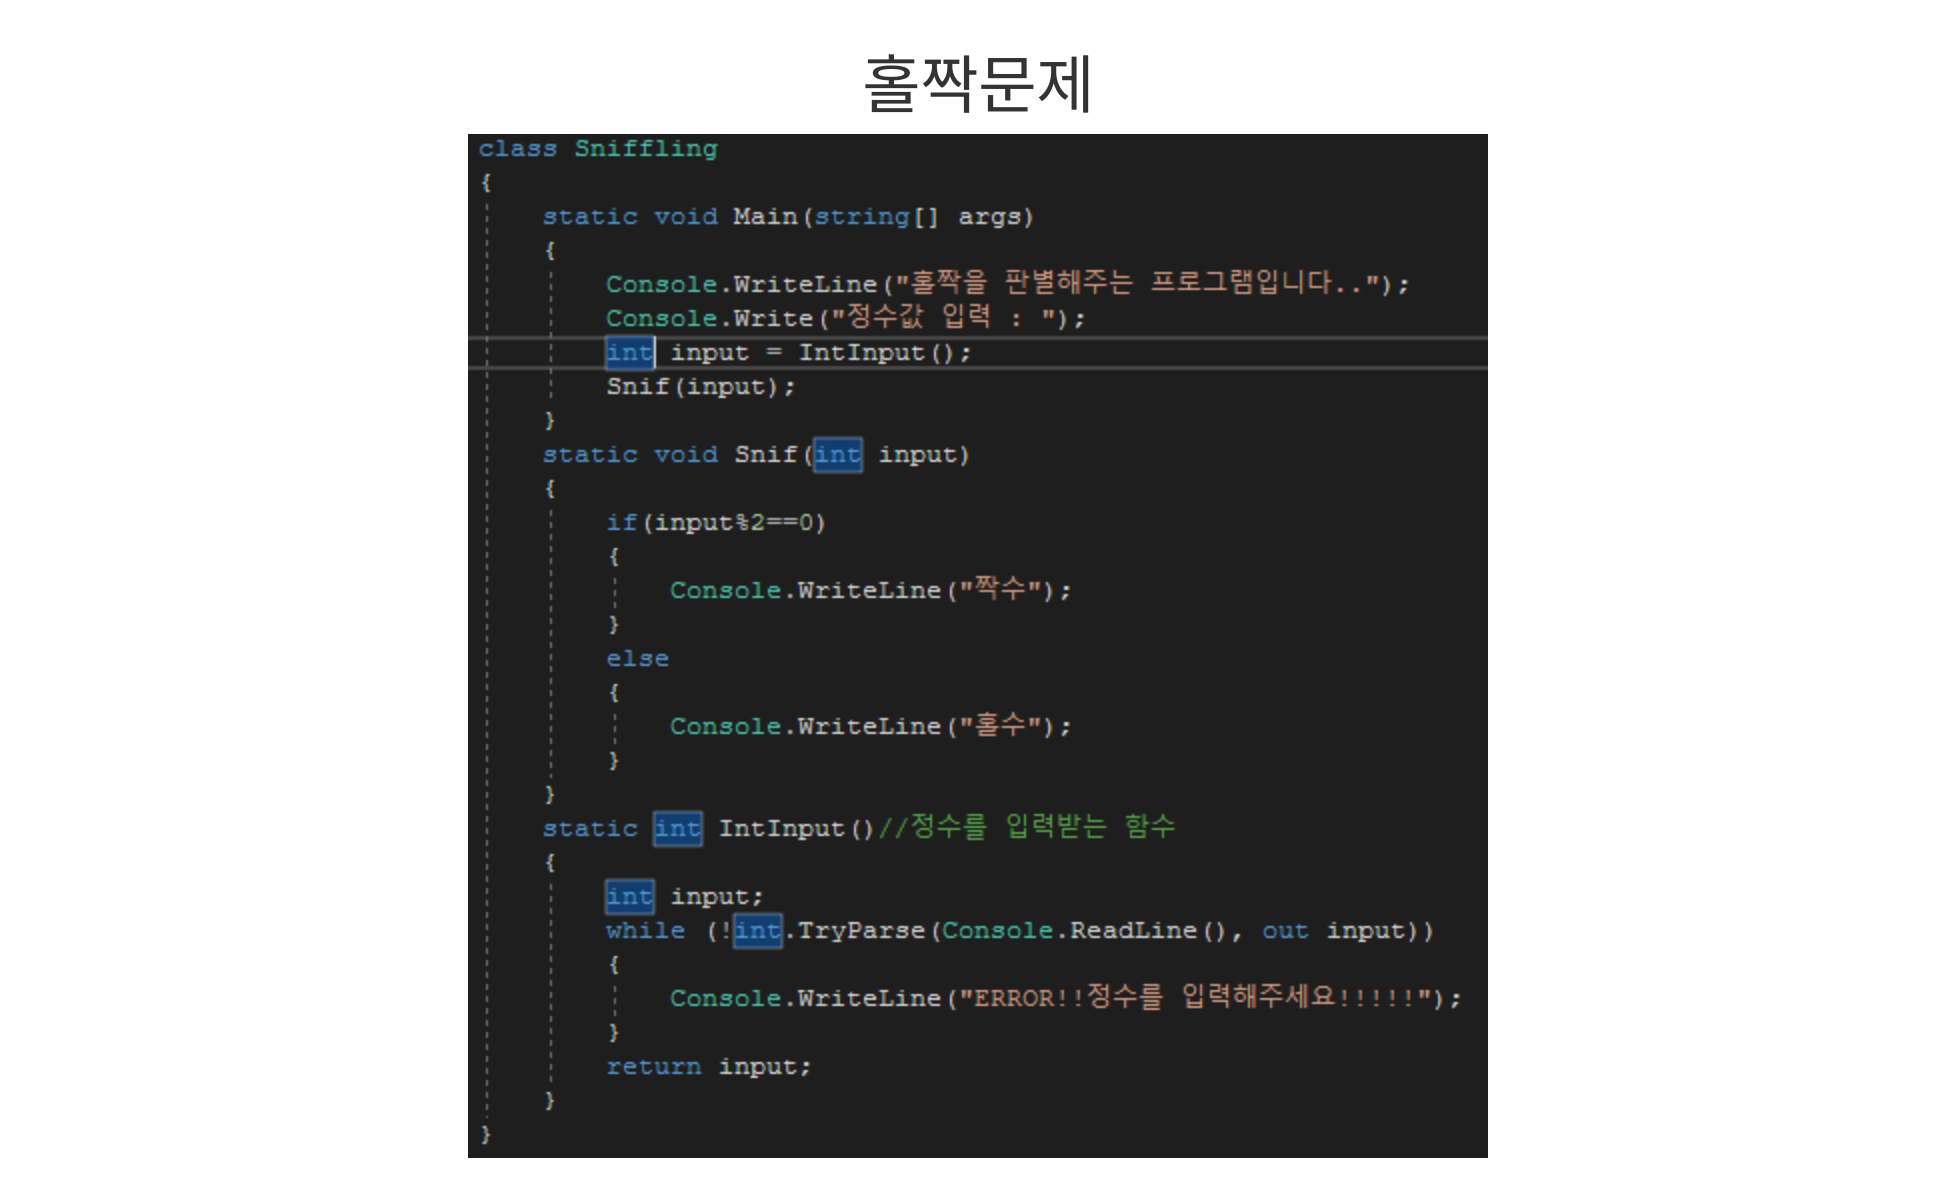 홀짝문제
class Sniffling
{
static void Main(string[] args)
{
Console.WriteLine("홀짝을 판별해주는 프로그램입니다..");
Console.Write("정수값 입력 : ");
int input = IntInput();
Snif(input);
}
static void Snif(int input)
{
if(input%2==0)
{
Console.WriteLine("짝수");
}
else
{
Console.WriteLine("홀수");
}
}
static int IntInput()//정수를 입력받는 함수
{
int input;
while (!int.TryParse(Console.ReadLine(), out input))
{
Console.WriteLine("ERROR!!정수를 입력해주세요!!!!!");
}
return input;
}
}